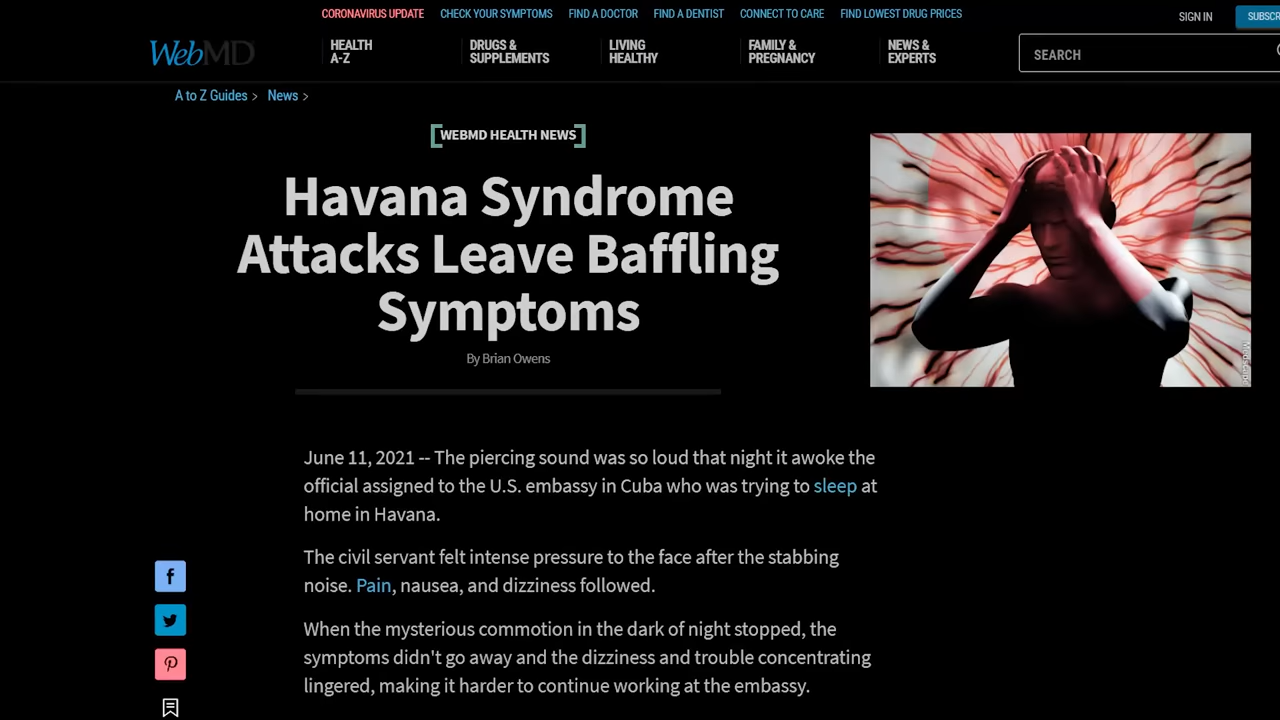 CORONAVIRUS UPDATE CHECK YOUR SYMPTOMS FIND A DOCTOR FIND A DENTIST CONNECT TO CARE FIND LOWEST DRUG PRICES
SIGN IN
WebMD
HEALTH
A-Z
DRUGS &
SUPPLEMENTS
LIVING
HEALTHY
FAMILY &
PREGNANCY
NEWS &
EXPERTS
SEARCH
A to Z Guides > News >
[WEBMD HEALTH NEWS]
Havana Syndrome
Attacks Leave Baffling
Symptoms
By Brian Owens
June 11, 2021 -- The piercing sound was so loud that night it awoke the
official assigned to the U.S. embassy in Cuba who was trying to sleep at
home in Havana.
The civil servant felt intense pressure to the face after the stabbing
noise. Pain, nausea, and dizziness followed.
When the mysterious commotion in the dark of night stopped, the
symptoms didn't go away and the dizziness and trouble concentrating
lingered, making it harder to continue working at the embassy.